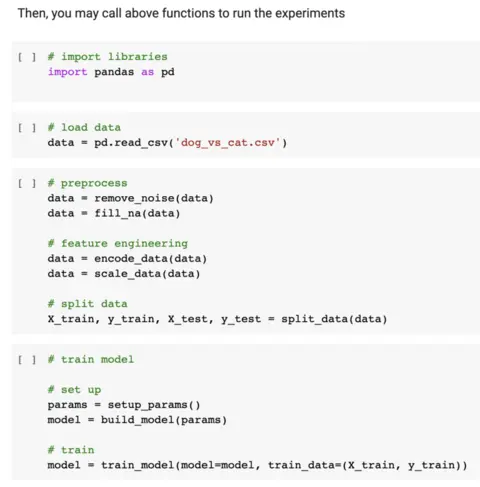 Then, you may call above functions to run the experiments
[ ] # import libraries
import pandas as pd
[ ] # load data
data = pd.read_csv('dog_vs_cat.csv')
[ ] # preprocess
data = remove_noise(data)
data = fill_na(data)
# feature engineering
data = encode_data(data)
data = scale_data(data)
# split data
X_train, y_train, X_test, y_test = split_data(data)
[ ] # train model
# set up
params = setup_params()
model = build_model(params)
# train
model = train_model(model=model, train_data=(X_train, y_train))